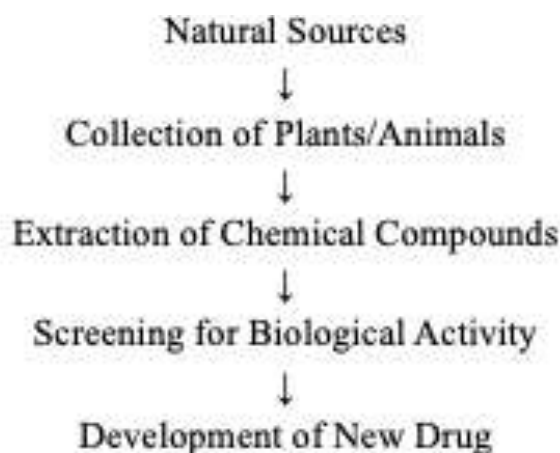 Natural Sources
↓
Collection of Plants/Animals
↓
Extraction of Chemical Compounds
↓
Screening for Biological Activity
↓
Development of New Drug